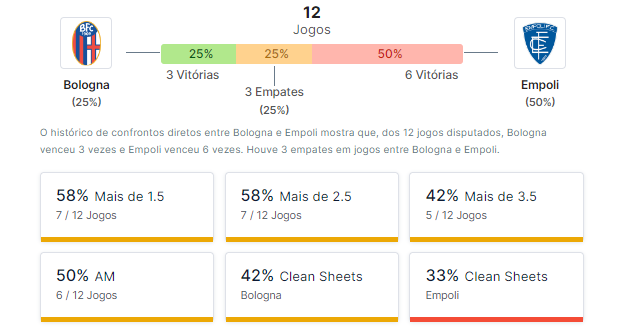 12
Jogos
25% 25% 50%
3 Vitórias 6 Vitórias
Bologna Empoli
3 Empates
(25%) (25%) (50%)
O histórico de confrontos diretos entre Bologna e Empoli mostra que, dos 12 jogos disputados, Bologna
venceu 3 vezes e Empoli venceu 6 vezes. Houve 3 empates em jogos entre Bologna e Empoli.
58% Mais de 1.5
7 / 12 Jogos
58% Mais de 2.5
7 / 12 Jogos
42% Mais de 3.5
5 / 12 Jogos
50% AM
6 / 12 Jogos
42% Clean Sheets
Bologna
33% Clean Sheets
Empoli